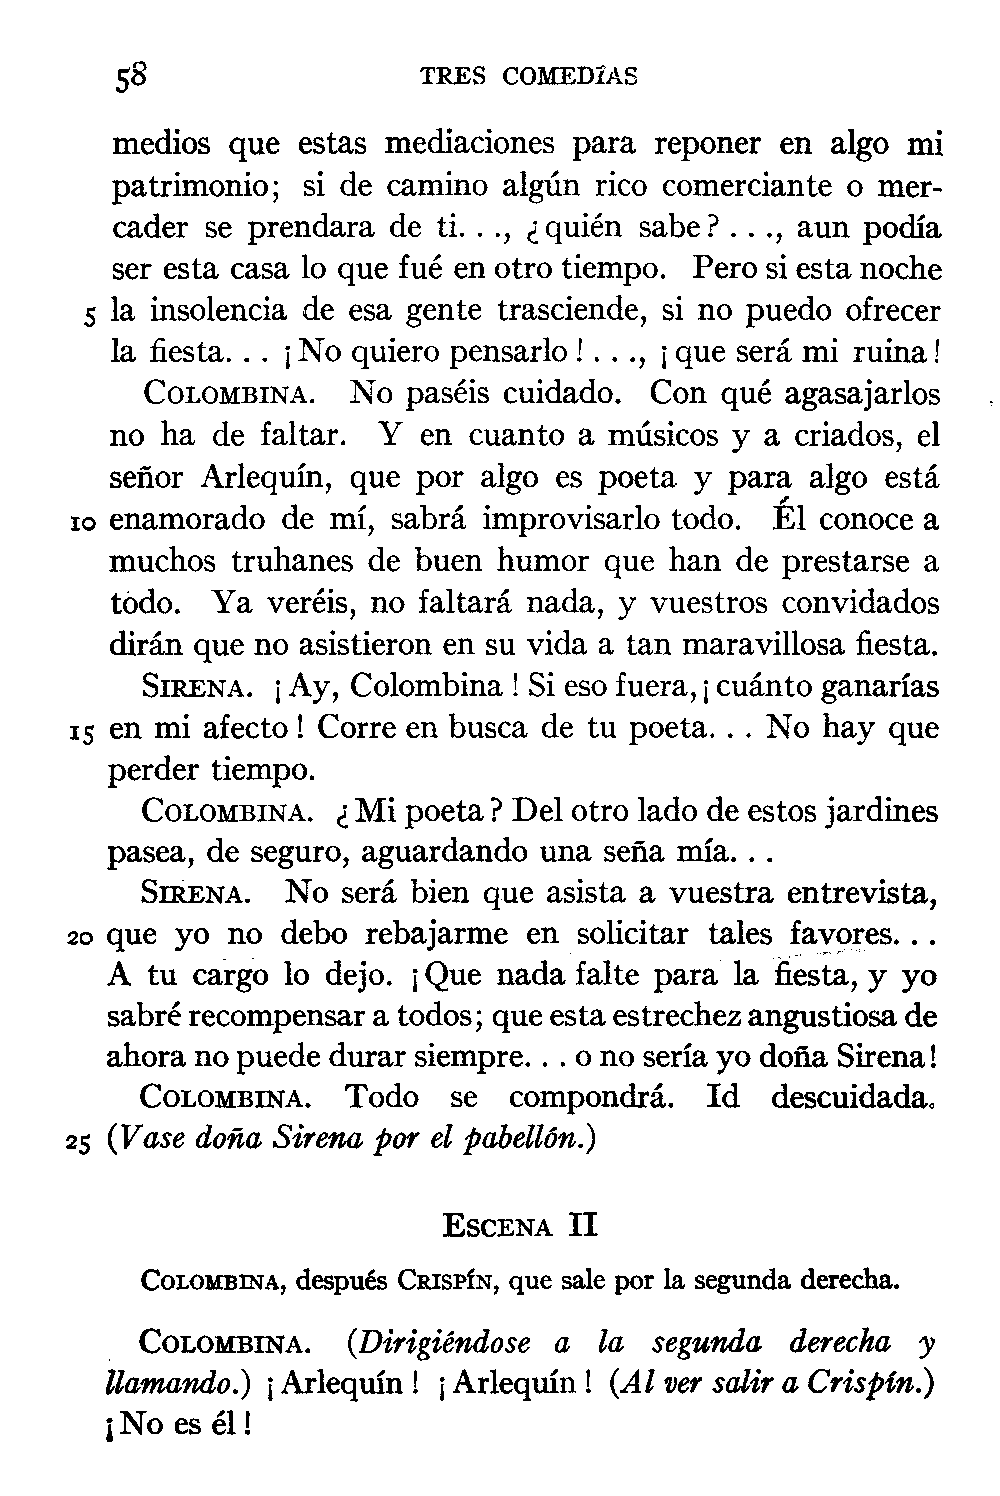 58 TRES COMEDIAS
medios que estas mediaciones para reponer en algo mi
patrimonio; si de camino algún rico comerciante o mer-
cader se prendara de ti. . ., ¿quién sabe? . . ., aun podía
ser esta casa lo que fué en otro tiempo. Pero si esta noche
5 la insolencia de esa gente trasciende, si no puedo ofrecer
la fiesta. . . ¡No quiero pensarlo! . . ., ¡que será mi ruina!
COLOMBINA. No paséis cuidado. Con qué agasajarlos
no ha de faltar. Y en cuanto a músicos y a criados, el
señor Arlequín, que por algo es poeta y para algo está
10 enamorado de mí, sabrá improvisarlo todo. Él conoce a
muchos truhanes de buen humor que han de prestarse a
todo. Ya veréis, no faltará nada, y vuestros convidados
dirán que no asistieron en su vida a tan maravillosa fiesta.
SIRENA. ¡Ay, Colombina! Si eso fuera, ¡cuánto ganarías
15 en mi afecto! Corre en busca de tu poeta. . . No hay que
perder tiempo.
COLOMBINA. ¿Mi poeta? Del otro lado de estos jardines
pasea, de seguro, aguardando una seña mía. . .
SIRENA. No será bien que asista a vuestra entrevista,
20 que yo no debo rebajarme en solicitar tales favores. . .
A tu cargo lo dejo. ¡Que nada falte para la fiesta, y yo
sabré recompensar a todos; que esta estrechez angustiosa de
ahora no puede durar siempre. . . o no sería yo doña Sirena!
COLOMBINA. Todo se compondrá. Id descuidada.
25 (Vase doña Sirena por el pabellón.)
ESCENA II
COLOMBINA, después CRISPÍN, que sale por la segunda derecha.
COLOMBINA. (Dirigiéndose a la segunda derecha y
llamando.) ¡Arlequín! ¡Arlequín! (Al ver salir a Crispín.)
¡No es él!